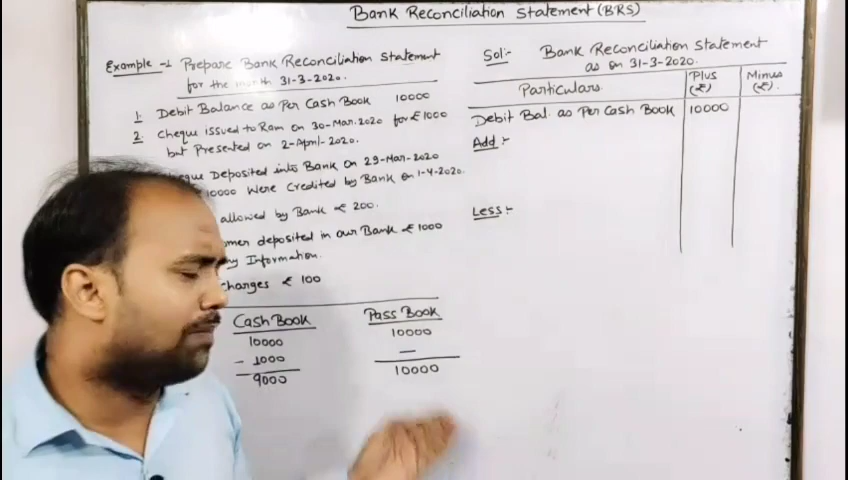 Bank Reconciliation Statement (BRS)
Example -1 Prepare Bank Reconciliation Statement
for the month 31-3-2020.
1. Debit Balance as Per Cash Book 10000
2. Cheque issued to Ram on 30-Mar-2020 for ₹1000
but Presented on 2-April-2020.
Deposited into Bank on 29-Mar-2020
10000 Were Credited by Bank on 1-4-2020.
allowed by Bank ₹ 200.
deposited in our Bank ₹1000
Information.
charges ₹ 100
Cash Book
10000
- 1000
9000
Pass Book
10000
—
10000
Sol:- Bank Reconciliation Statement
as on 31-3-2020.
Particulars. Plus (₹) Minus (₹).
Debit Bal. as Per Cash Book 10000
Add:-
Less:-